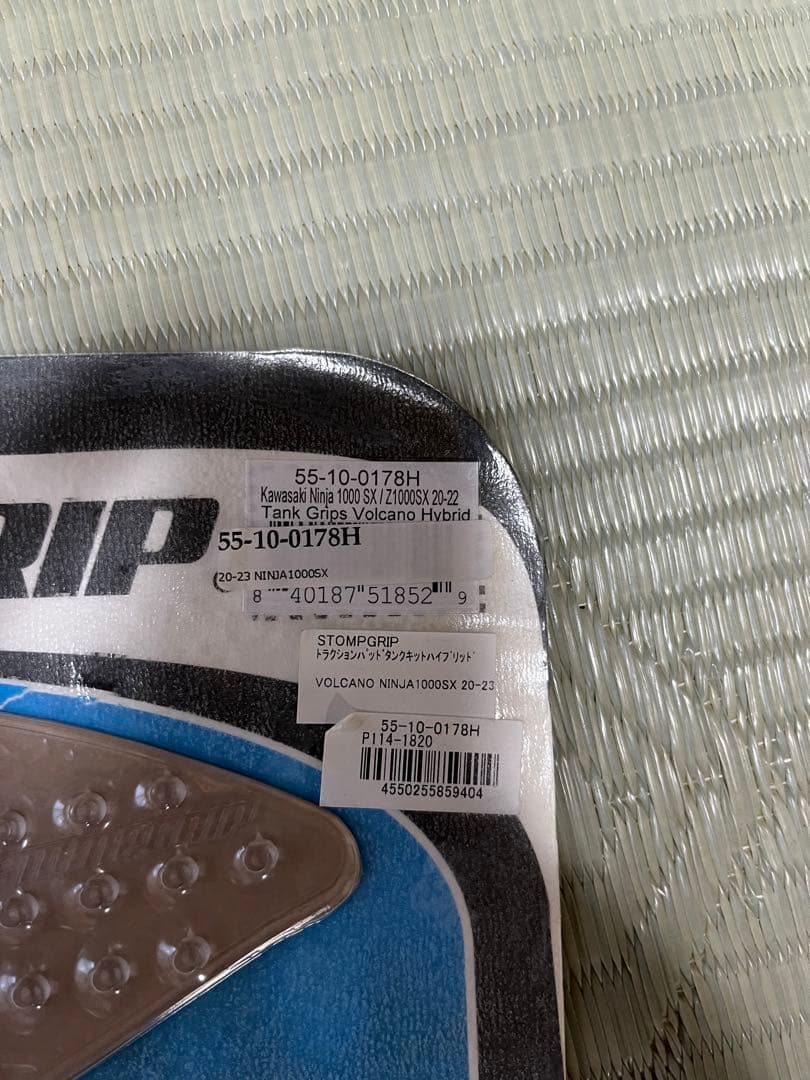 RIP
55-10-0178H
Kawasaki Ninja 1000 SX / Z1000SX 20-22
Tank Grips Volcano Hybrid
55-10-0178H
20-23 NINJA1000SX
8 40187 51852 9
STOMPGRIP
ﾄﾗｸｼｮﾝﾊﾟｯﾄﾞﾀﾝｸｷｯﾄﾊｲﾌﾞﾘｯﾄﾞ
VOLCANO NINJA1000SX 20-23
55-10-0178H
P114-1820
4550255859404